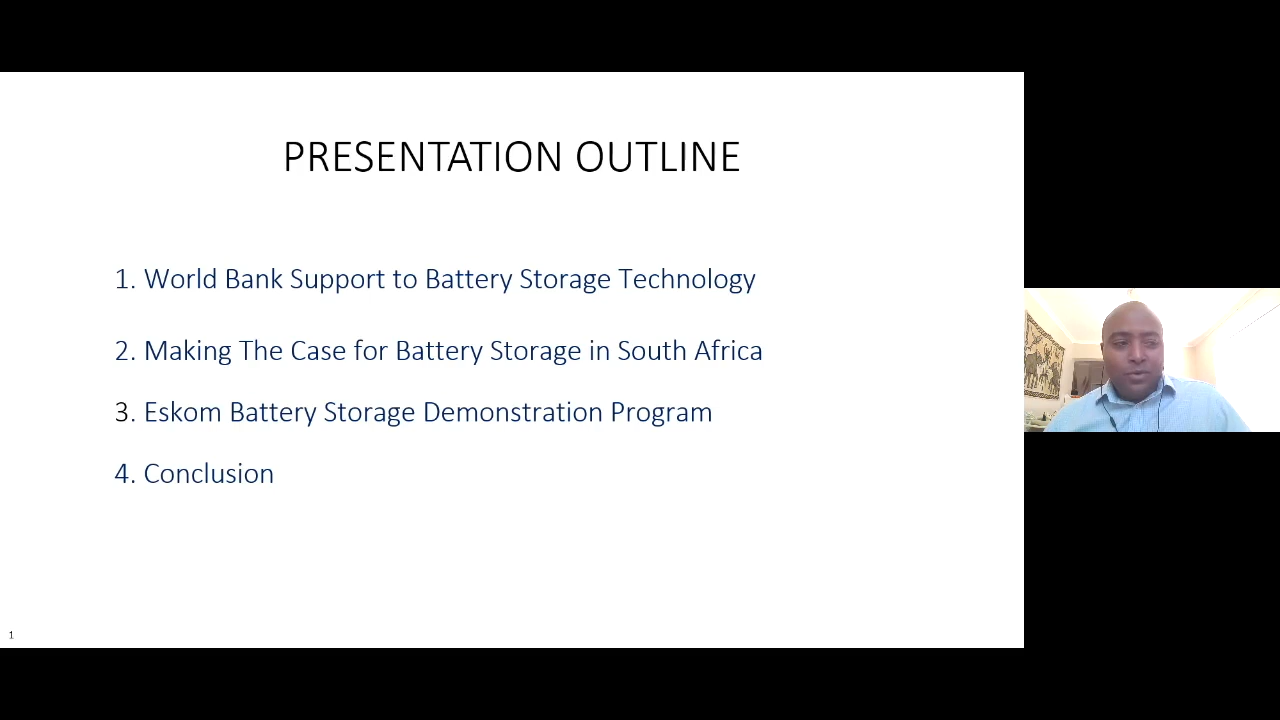 PRESENTATION OUTLINE
1. World Bank Support to Battery Storage Technology
2. Making The Case for Battery Storage in South Africa
3. Eskom Battery Storage Demonstration Program
4. Conclusion
1